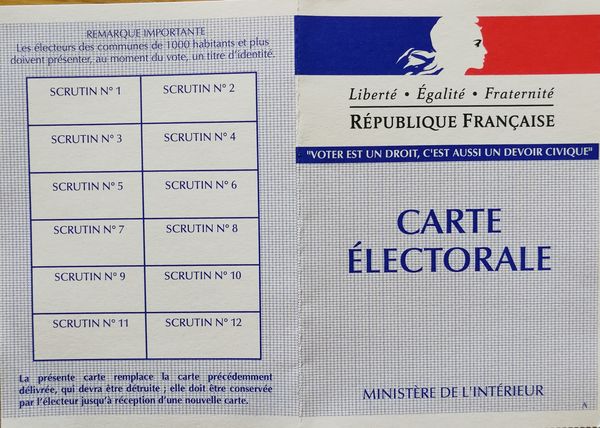 REMARQUE IMPORTANTE
Les électeurs des communes de 1000 habitants et plus
doivent présenter, au moment du vote, un titre d'identité.
SCRUTIN N° 1
SCRUTIN N° 2
SCRUTIN N° 3
SCRUTIN N° 4
SCRUTIN N° 5
SCRUTIN N° 6
SCRUTIN N° 7
SCRUTIN N° 8
SCRUTIN N° 9
SCRUTIN N° 10
SCRUTIN N° 11
SCRUTIN N° 12
La présente carte remplace la carte précédemment
délivrée, qui devra être détruite ; elle doit être conservée
par l'électeur jusqu'à réception d'une nouvelle carte.
Liberté • Égalité • Fraternité
RÉPUBLIQUE FRANÇAISE
"VOTER EST UN DROIT, C'EST AUSSI UN DEVOIR CIVIQUE"
CARTE
ÉLECTORALE
MINISTÈRE DE L'INTÉRIEUR
A